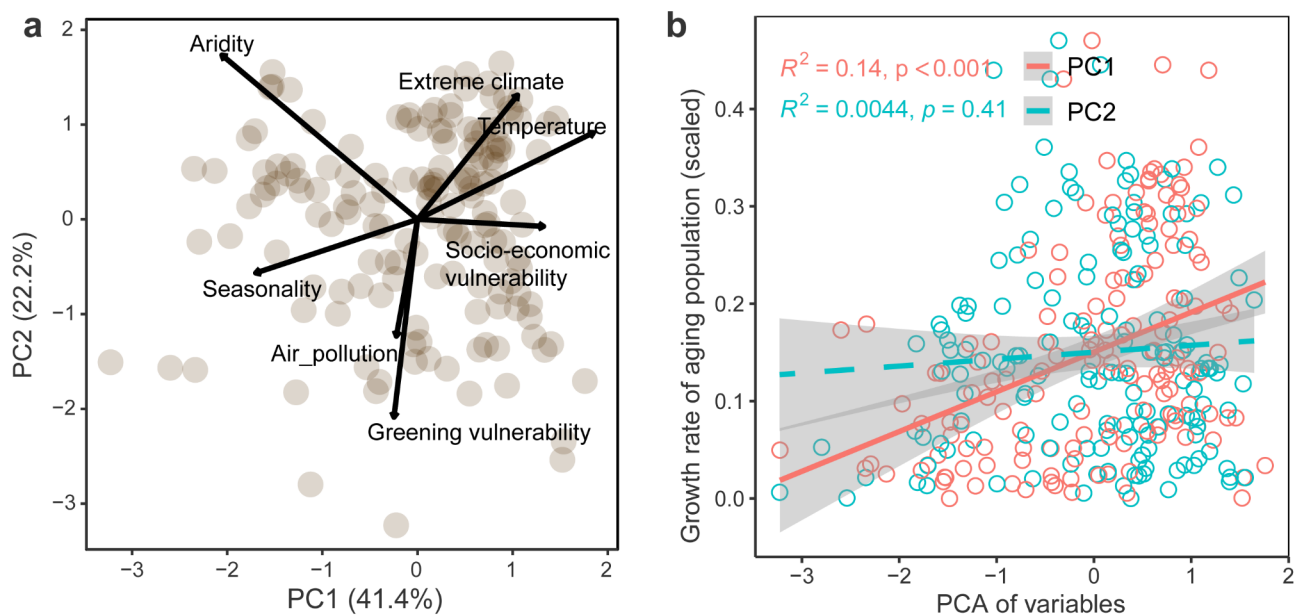 a
2
1
0
−1
−2
−3
PC2 (22.2%)
Aridity
Extreme climate
Temperature
Socio-economic
vulnerability
Seasonality
Air_pollution
Greening vulnerability
−3
−2
−1
0
1
2
PC1 (41.4%)
b
R² = 0.14, p < 0.001
PC1
R² = 0.0044, p = 0.41
PC2
0.4
0.3
0.2
0.1
0.0
Growth rate of aging population (scaled)
−3
−2
−1
0
1
2
PCA of variables